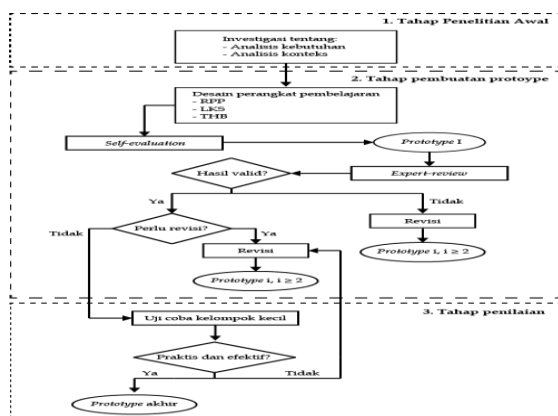 1. Tahap Penelitian Awal
Investigasi tentang:
- Analisis kebutuhan
- Analisis konteks
2. Tahap pembuatan protoype
Desain perangkat pembelajaran
- RPP
- LKS
- THB
Self-evaluation
Prototype I
Hasil valid?
Expert-review
Ya
Tidak
Revisi
Prototype i, i ≥ 2
Perlu revisi?
Tidak
Ya
Revisi
Prototype i, i ≥ 2
3. Tahap penilaian
Uji coba kelompok kecil
Praktis dan efektif?
Ya
Tidak
Prototype akhir